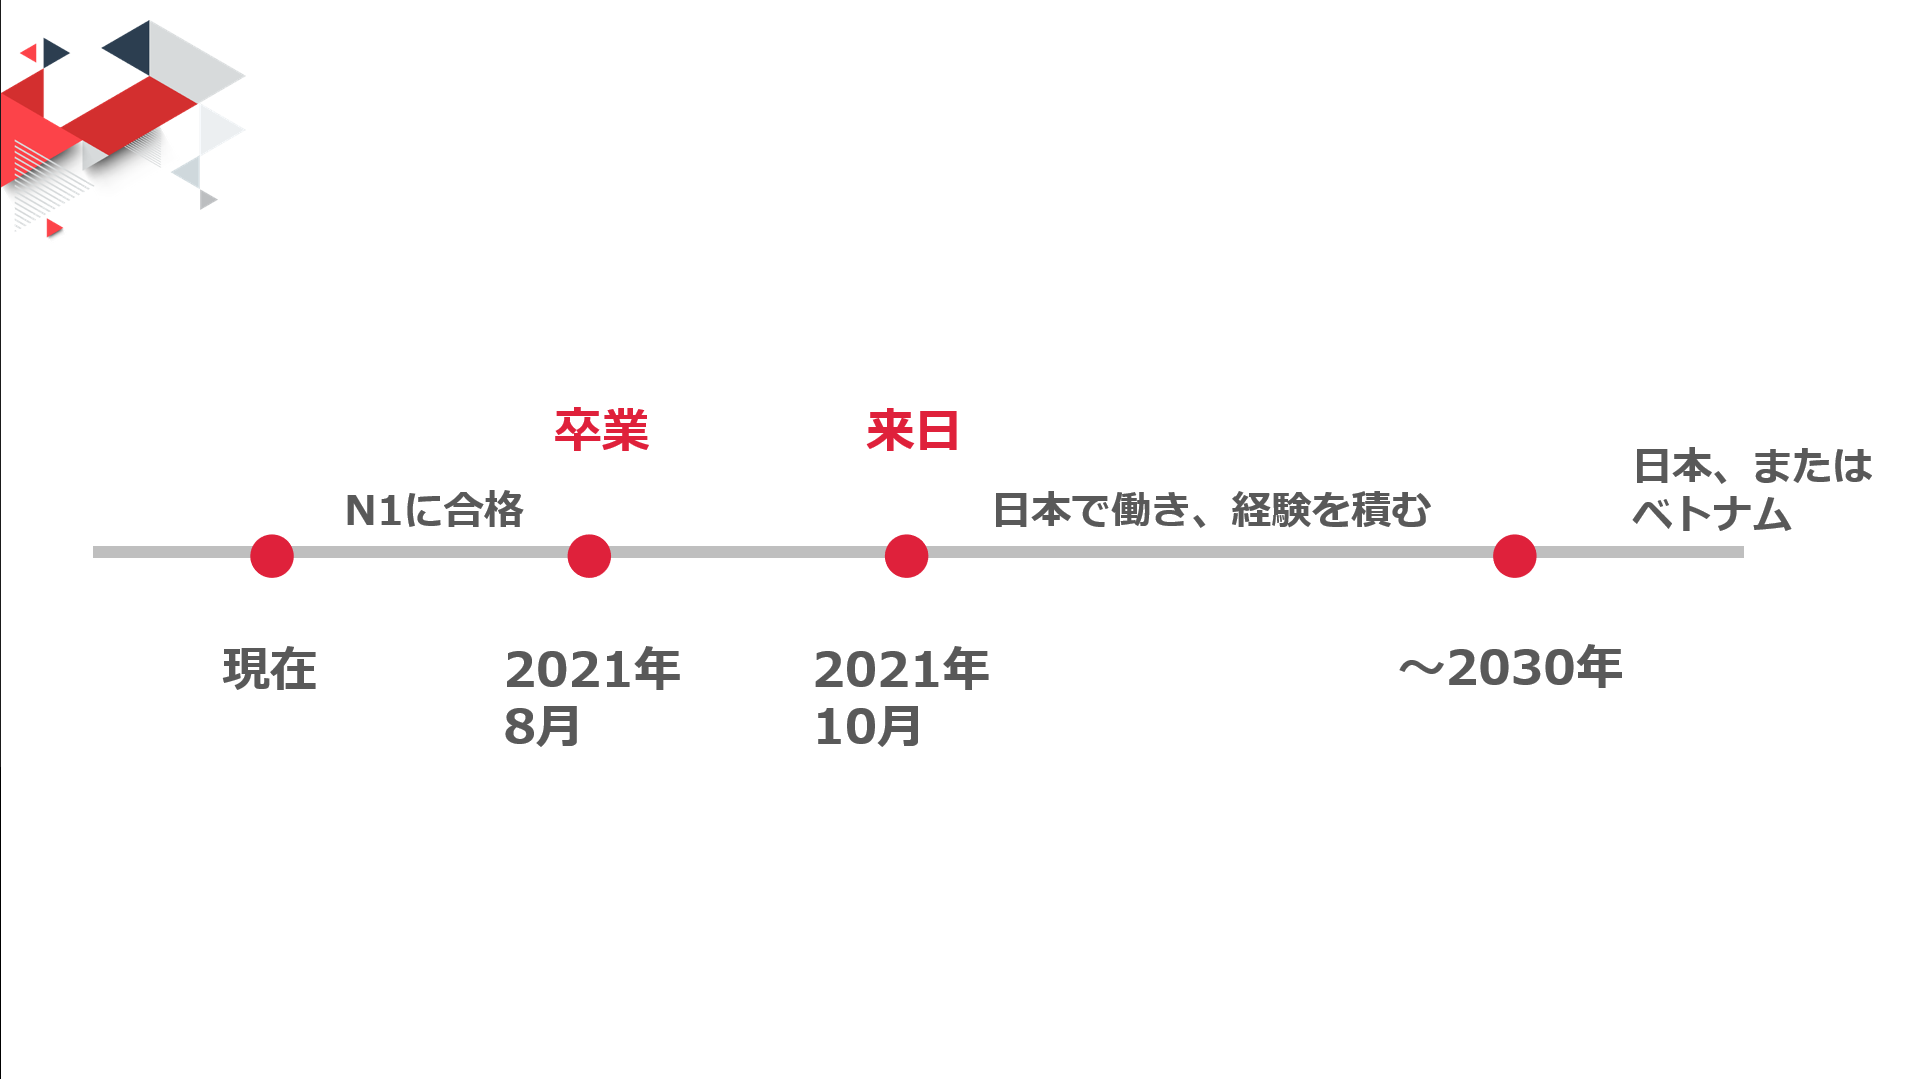 卒業
来日
N1に合格
日本で働き、経験を積む
日本、または
ベトナム
現在
2021年
8月
2021年
10月
～2030年